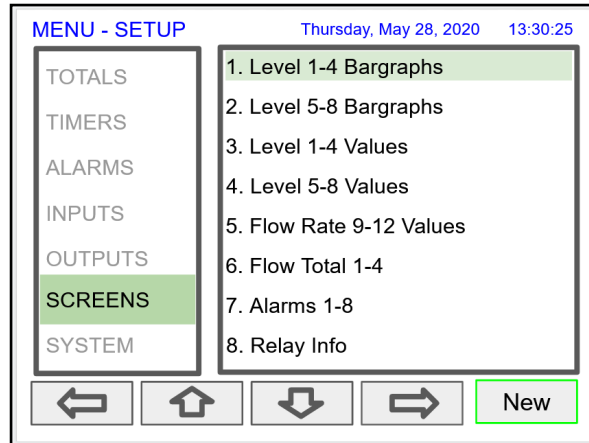 MENU - SETUP Thursday, May 28, 2020 13:30:25
TOTALS
TIMERS
ALARMS
INPUTS
OUTPUTS
SCREENS
SYSTEM
1. Level 1-4 Bargraphs
2. Level 5-8 Bargraphs
3. Level 1-4 Values
4. Level 5-8 Values
5. Flow Rate 9-12 Values
6. Flow Total 1-4
7. Alarms 1-8
8. Relay Info
New